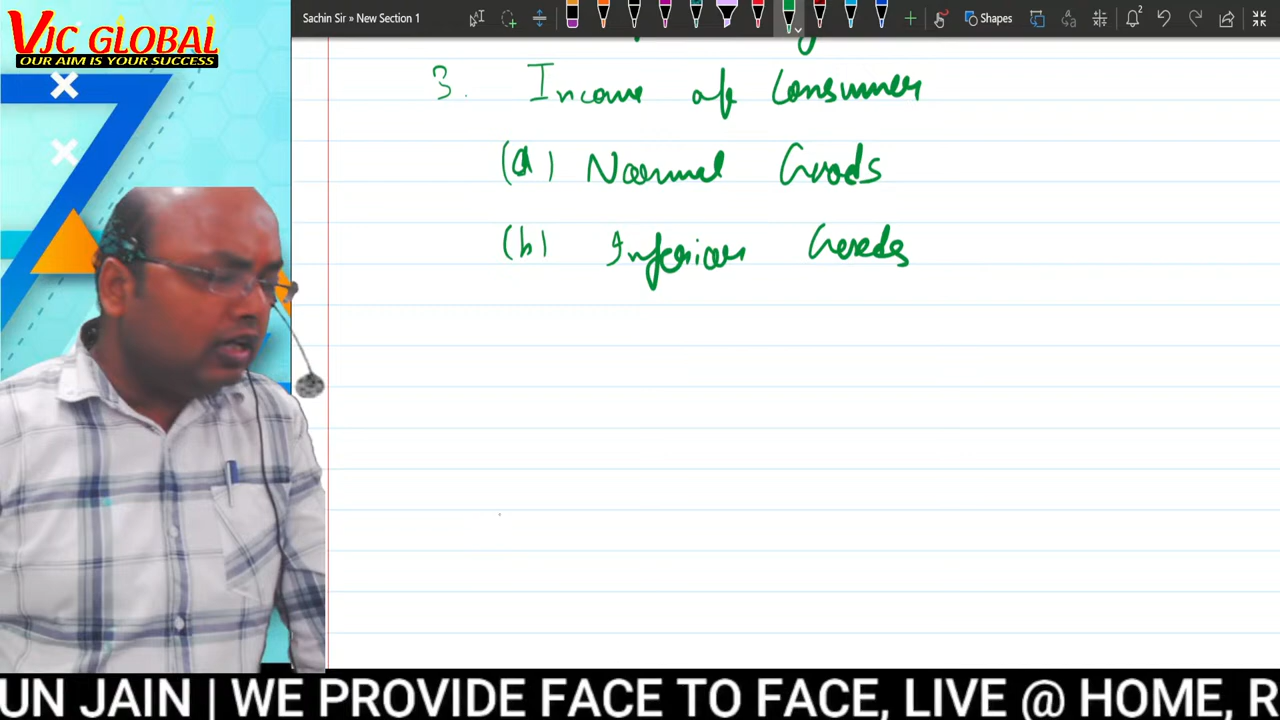 VJC GLOBAL
OUR AIM IS YOUR SUCCESS
Sachin Sir » New Section 1
Shapes
2
3. Income of Consumer
(a) Normal Goods
(b) Inferior Goods
UN JAIN | WE PROVIDE FACE TO FACE, LIVE @ HOME, R